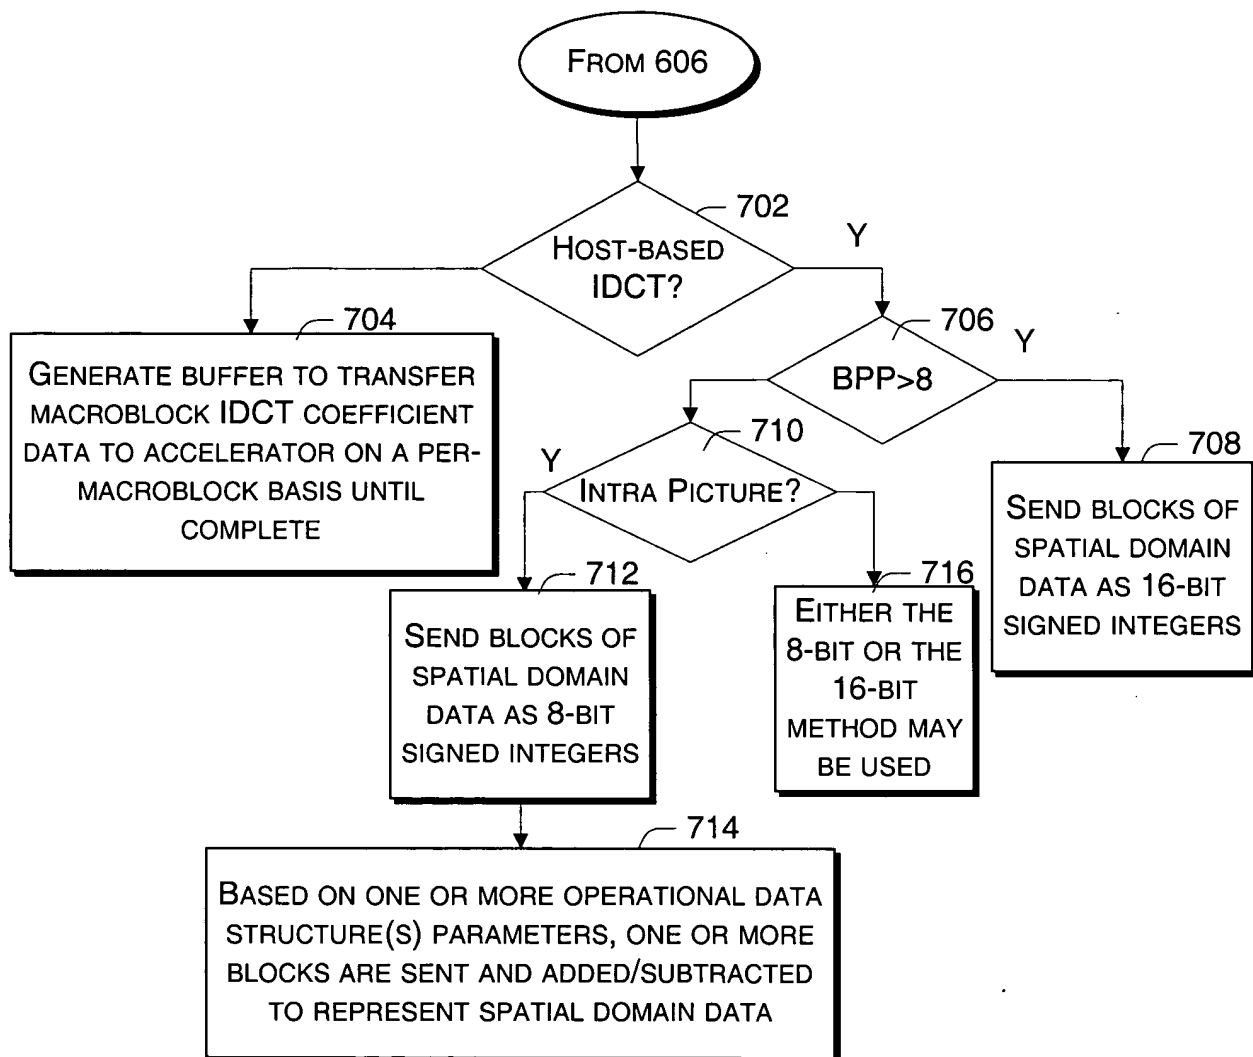 FROM 606
702
Y
HOST-BASED
IDCT?
704
706
Y
BPP>8
GENERATE BUFFER TO TRANSFER
MACROBLOCK IDCT COEFFICIENT
DATA TO ACCELERATOR ON A PER-
MACROBLOCK BASIS UNTIL
COMPLETE
710
Y
INTRA PICTURE?
708
SEND BLOCKS OF
SPATIAL DOMAIN
DATA AS 16-BIT
SIGNED INTEGERS
712
SEND BLOCKS OF
SPATIAL DOMAIN
DATA AS 8-BIT
SIGNED INTEGERS
716
EITHER THE
8-BIT OR THE
16-BIT
METHOD MAY
BE USED
714
BASED ON ONE OR MORE OPERATIONAL DATA
STRUCTURE(S) PARAMETERS, ONE OR MORE
BLOCKS ARE SENT AND ADDED/SUBTRACTED
TO REPRESENT SPATIAL DOMAIN DATA